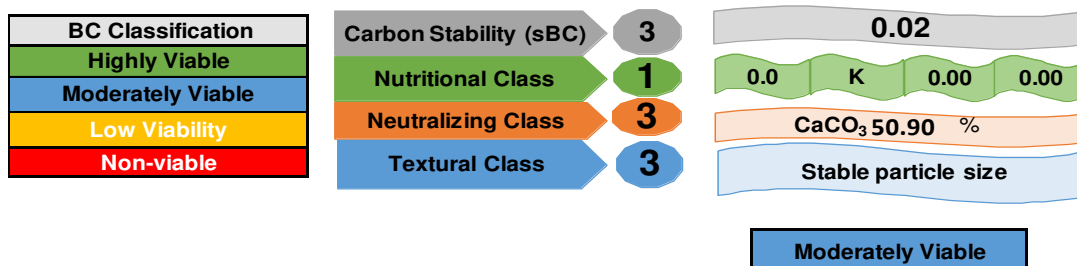 BC Classification
Highly Viable
Moderately Viable
Low Viability
Non-viable
Carbon Stability (sBC) 3 0.02
Nutritional Class 1 0.0 K 0.00 0.00
Neutralizing Class 3 CaCO₃ 50.90 %
Textural Class 3 Stable particle size
Moderately Viable